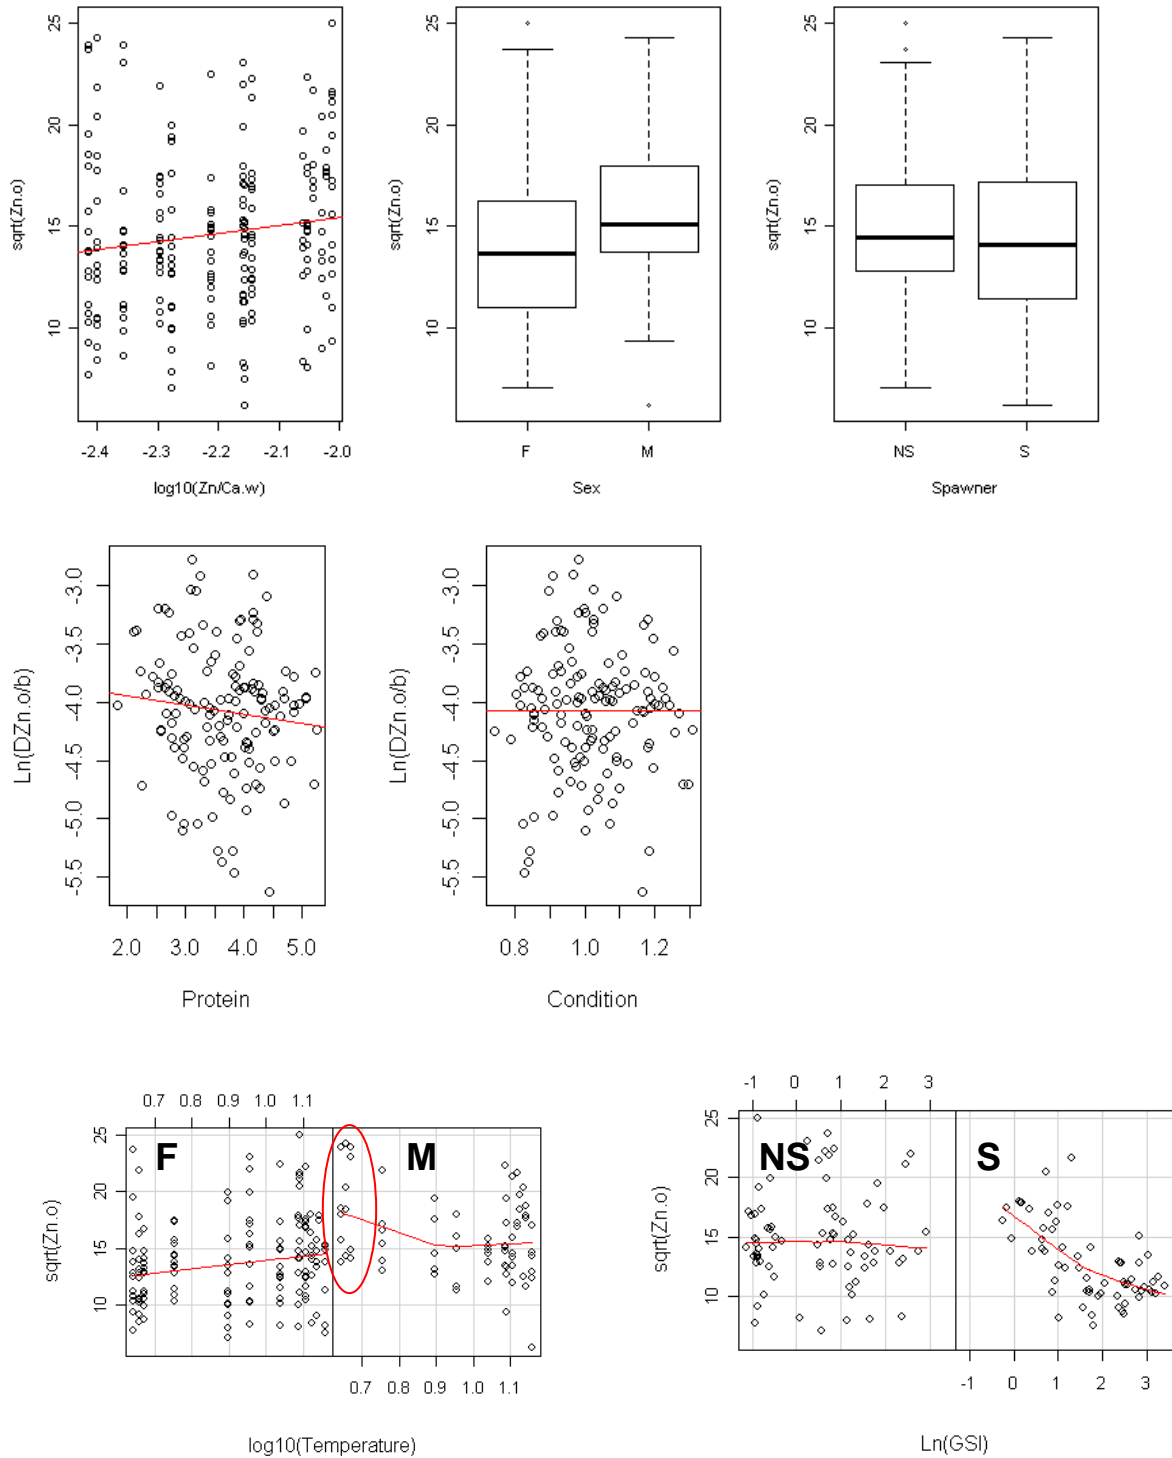 25
20
15
10
sqrt(Zn.o)
-2.4 -2.3 -2.2 -2.1 -2.0
log10(Zn/Ca.w)
25
20
15
10
sqrt(Zn.o)
F M
Sex
25
20
15
10
sqrt(Zn.o)
NS S
Spawner
-3.0
-3.5
-4.0
-4.5
-5.0
-5.5
Ln(DZn.o/b)
2.0 3.0 4.0 5.0
Protein
-3.0
-3.5
-4.0
-4.5
-5.0
-5.5
Ln(DZn.o/b)
0.8 1.0 1.2
Condition
0.7 0.8 0.9 1.0 1.1
25
20
15
10
sqrt(Zn.o)
F M
0.7 0.8 0.9 1.0 1.1
log10(Temperature)
-1 0 1 2 3
25
20
15
10
sqrt(Zn.o)
NS S
-1 0 1 2 3
Ln(GSI)